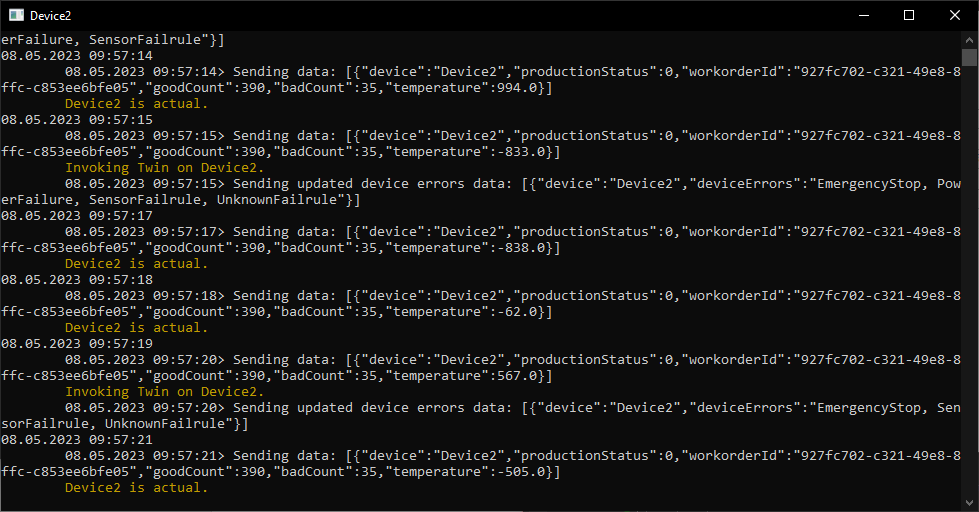 Device2
erFailure, SensorFailrule"}]
08.05.2023 09:57:14
08.05.2023 09:57:14> Sending data: [{"device":"Device2","productionStatus":0,"workorderId":"927fc702-c321-49e8-8
ffc-c853ee6bfe05","goodCount":390,"badCount":35,"temperature":994.0}]
Device2 is actual.
08.05.2023 09:57:15
08.05.2023 09:57:15> Sending data: [{"device":"Device2","productionStatus":0,"workorderId":"927fc702-c321-49e8-8
ffc-c853ee6bfe05","goodCount":390,"badCount":35,"temperature":-833.0}]
Invoking Twin on Device2.
08.05.2023 09:57:15> Sending updated device errors data: [{"device":"Device2","deviceErrors":"EmergencyStop, Pow
erFailure, SensorFailrule, UnknownFailrule"}]
08.05.2023 09:57:17
08.05.2023 09:57:17> Sending data: [{"device":"Device2","productionStatus":0,"workorderId":"927fc702-c321-49e8-8
ffc-c853ee6bfe05","goodCount":390,"badCount":35,"temperature":-838.0}]
Device2 is actual.
08.05.2023 09:57:18
08.05.2023 09:57:18> Sending data: [{"device":"Device2","productionStatus":0,"workorderId":"927fc702-c321-49e8-8
ffc-c853ee6bfe05","goodCount":390,"badCount":35,"temperature":-62.0}]
Device2 is actual.
08.05.2023 09:57:19
08.05.2023 09:57:20> Sending data: [{"device":"Device2","productionStatus":0,"workorderId":"927fc702-c321-49e8-8
ffc-c853ee6bfe05","goodCount":390,"badCount":35,"temperature":567.0}]
Invoking Twin on Device2.
08.05.2023 09:57:20> Sending updated device errors data: [{"device":"Device2","deviceErrors":"EmergencyStop, Sen
sorFailrule, UnknownFailrule"}]
08.05.2023 09:57:21
08.05.2023 09:57:21> Sending data: [{"device":"Device2","productionStatus":0,"workorderId":"927fc702-c321-49e8-8
ffc-c853ee6bfe05","goodCount":390,"badCount":35,"temperature":-505.0}]
Device2 is actual.